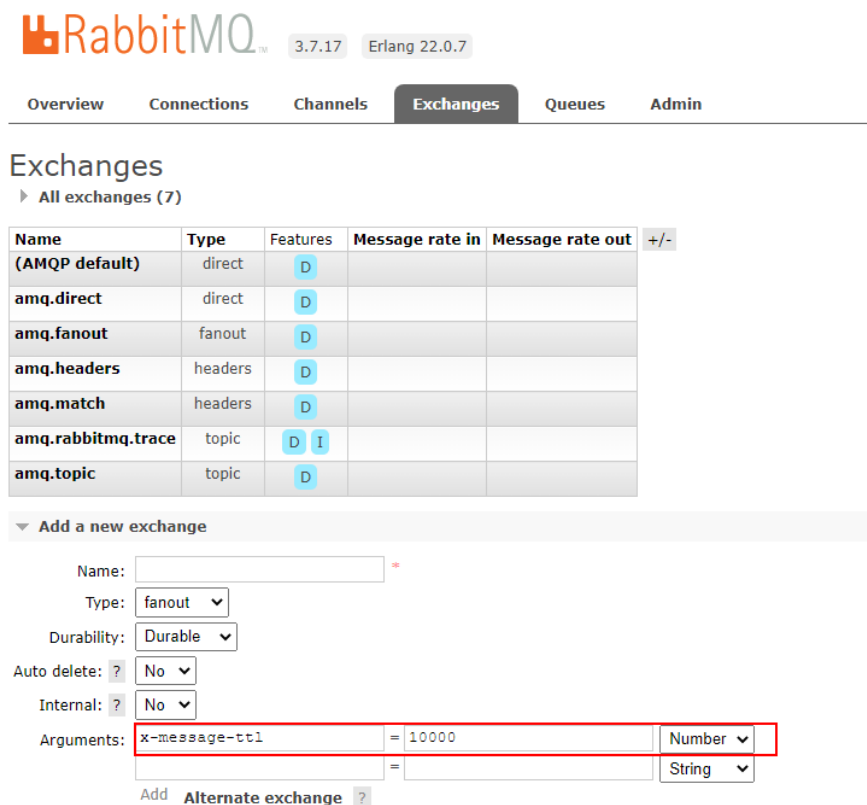 RabbitMQ TM 3.7.17 Erlang 22.0.7
Overview Connections Channels Exchanges Queues Admin
Exchanges
All exchanges (7)
Name Type Features Message rate in Message rate out +/-
(AMQP default) direct D
amq.direct direct D
amq.fanout fanout D
amq.headers headers D
amq.match headers D
amq.rabbitmq.trace topic D I
amq.topic topic D
Add a new exchange
Name: *
Type: fanout
Durability: Durable
Auto delete: ? No
Internal: ? No
Arguments: x-message-ttl = 10000 Number
= String
Add Alternate exchange ?